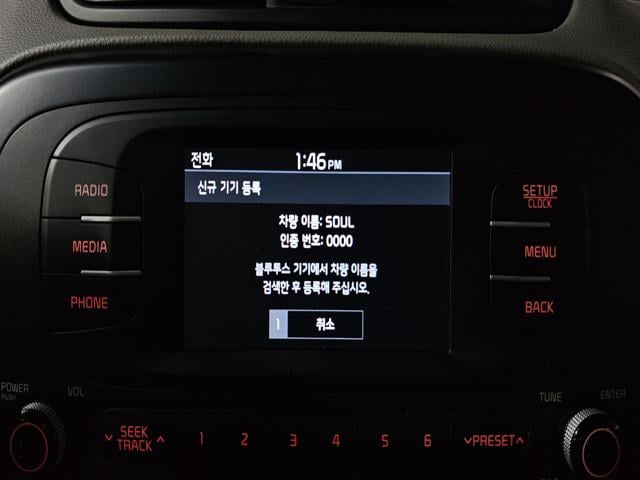 전화 1:46 PM
신규 기기 등록
차량 이름: SOUL
인증 번호: 0000
블루투스 기기에서 차량 이름을
검색한 후 등록해 주십시오.
1 취소
RADIO
MEDIA
PHONE
SETUP
CLOCK
MENU
BACK
POWER
PUSH
VOL
TUNE
ENTER
SEEK
TRACK
1 2 3 4 5 6
PRESET